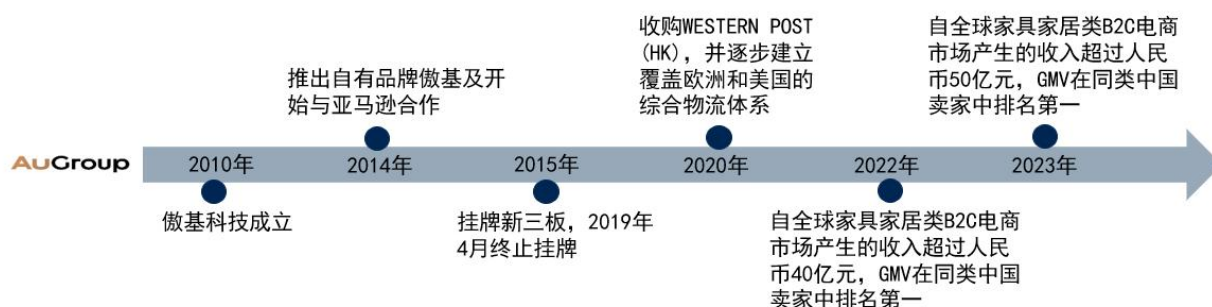 收购WESTERN POST
(HK)，并逐步建立
覆盖欧洲和美国的
综合物流体系
自全球家具家居类B2C电商
市场产生的收入超过人民
币50亿元，GMV在同类中国
卖家中排名第一
推出自有品牌傲基及开
始与亚马逊合作
AuGroup
2010年
2014年
2015年
2020年
2022年
2023年
傲基科技成立
挂牌新三板，2019年
4月终止挂牌
自全球家具家居类B2C电商
市场产生的收入超过人民
币40亿元，GMV在同类中国
卖家中排名第一